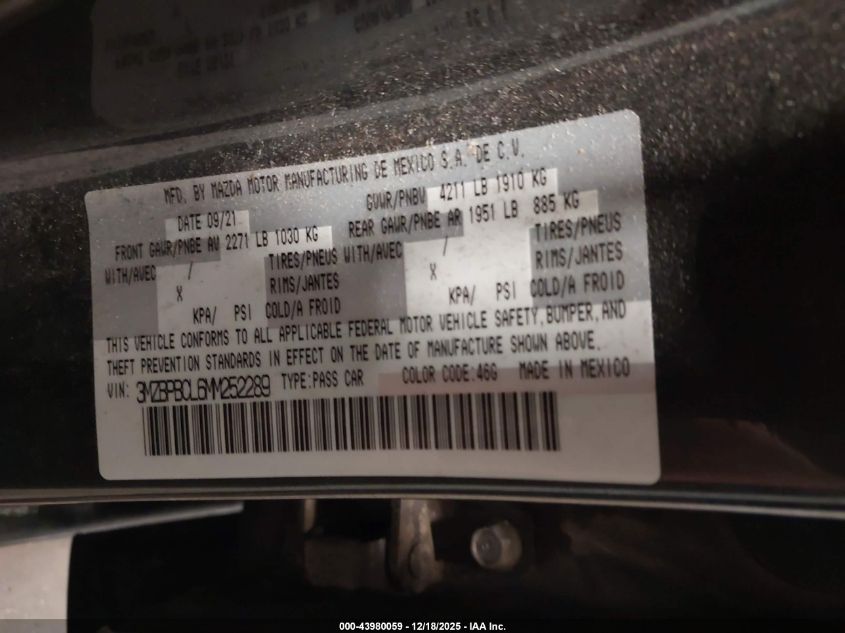 MFD. BY MAZDA MOTOR MANUFACTURING DE MEXICO S.A. DE C.V.
DATE 09/21 GVWR/PNBV 4211 LB 1910 KG
FRONT GAWR/PNBE AV 2271 LB 1030 KG REAR GAWR/PNBE AR 1951 LB 885 KG
WITH/AVEC / TIRES/PNEUS WITH/AVEC / TIRES/PNEUS
X RIMS/JANTES X RIMS/JANTES
KPA/ PSI COLD/A FROID KPA/ PSI COLD/A FROID
THIS VEHICLE CONFORMS TO ALL APPLICABLE FEDERAL MOTOR VEHICLE SAFETY, BUMPER, AND
THEFT PREVENTION STANDARDS IN EFFECT ON THE DATE OF MANUFACTURE SHOWN ABOVE.
VIN: 3MZBPBCL6MM252289 TYPE:PASS CAR COLOR CODE:46G MADE IN MEXICO
000-43980059 - 12/18/2025 - IAA Inc.